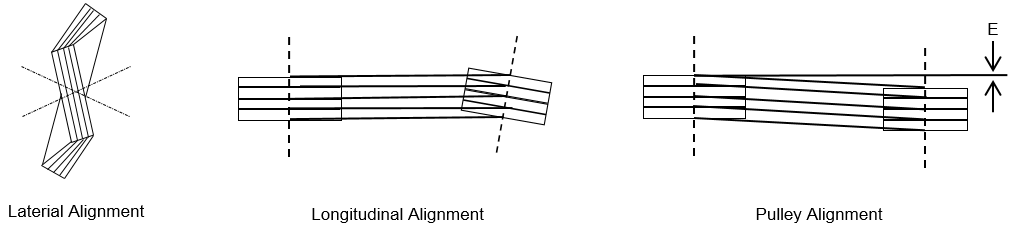 E
Laterial Alignment
Longitudinal Alignment
Pulley Alignment